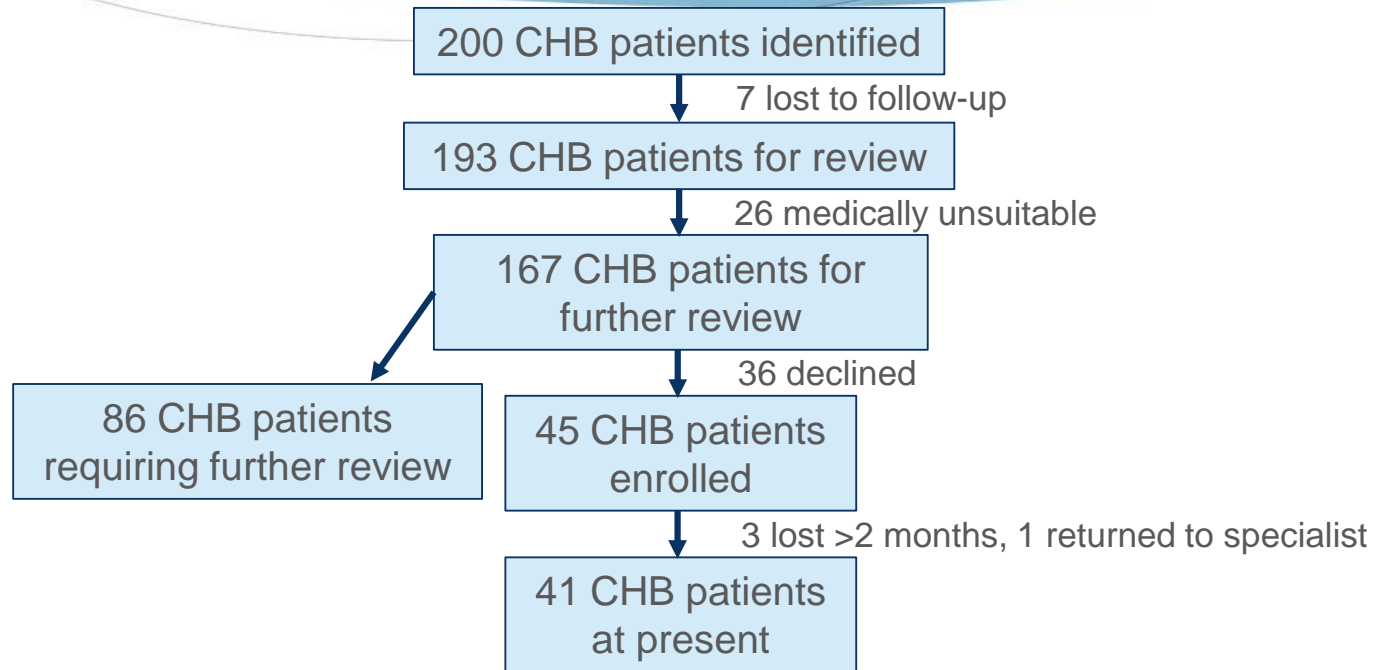 200 CHB patients identified
7 lost to follow-up
193 CHB patients for review
26 medically unsuitable
167 CHB patients for
further review
36 declined
86 CHB patients
requiring further review
45 CHB patients
enrolled
3 lost >2 months, 1 returned to specialist
41 CHB patients
at present